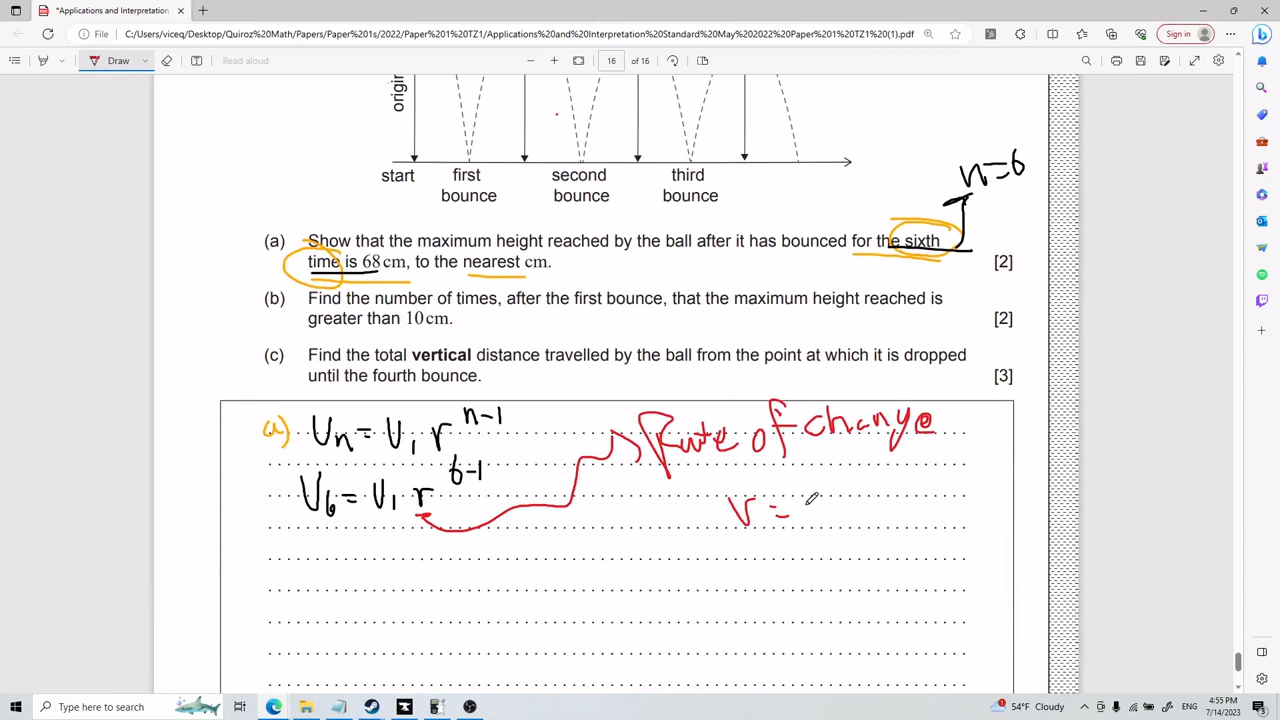 *Applications and Interpretation
File
C:/Users/viceq/Desktop/Quiroz%20Math/Papers/Paper%201s/2022/Paper%201%20TZ1/Applications%20and%20Interpretation%20Standard%20May%202022%20Paper%201%20TZ1%20(1).pdf
Sign in
Draw
Read aloud
16 of 16
origin
start
first bounce
second bounce
third bounce
n=6
(a) Show that the maximum height reached by the ball after it has bounced for the sixth
time is 68 cm, to the nearest cm. [2]
(b) Find the number of times, after the first bounce, that the maximum height reached is
greater than 10 cm. [2]
(c) Find the total vertical distance travelled by the ball from the point at which it is dropped
until the fourth bounce. [3]
a) Un = U1 r^n-1
Rate of change
U6 = U1 r^6-1
r =
Type here to search
54°F Cloudy
4:55 PM
7/14/2023